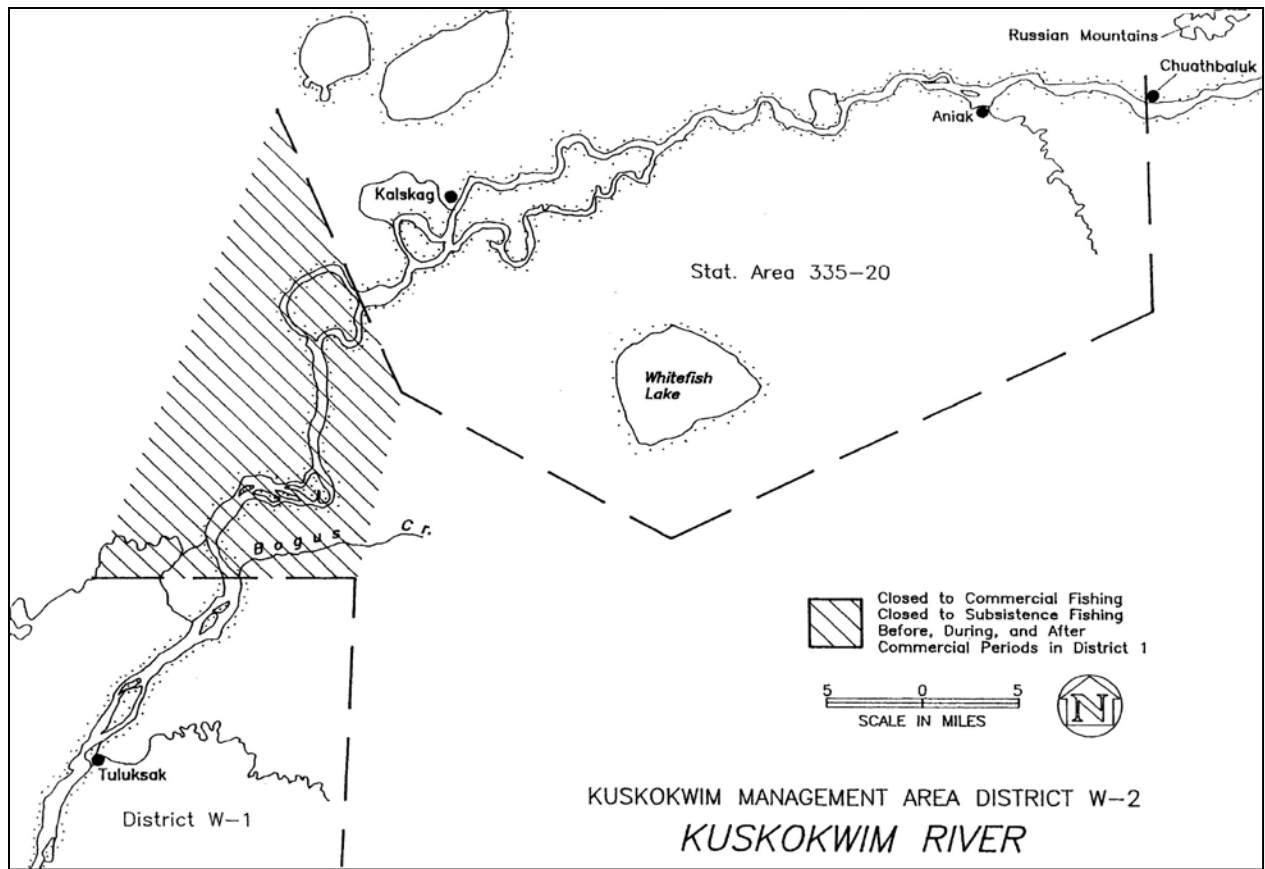 Russian Mountains
Chuathbaluk
Aniak
Kalskag
Stat. Area 335-20
Whitefish
Lake
Bogus Cr.
Closed to Commercial Fishing
Closed to Subsistence Fishing
Before, During, and After
Commercial Periods in District 1
5 0 5
SCALE IN MILES
N
Tuluksak
District W-1
KUSKOKWIM MANAGEMENT AREA DISTRICT W-2
KUSKOKWIM RIVER